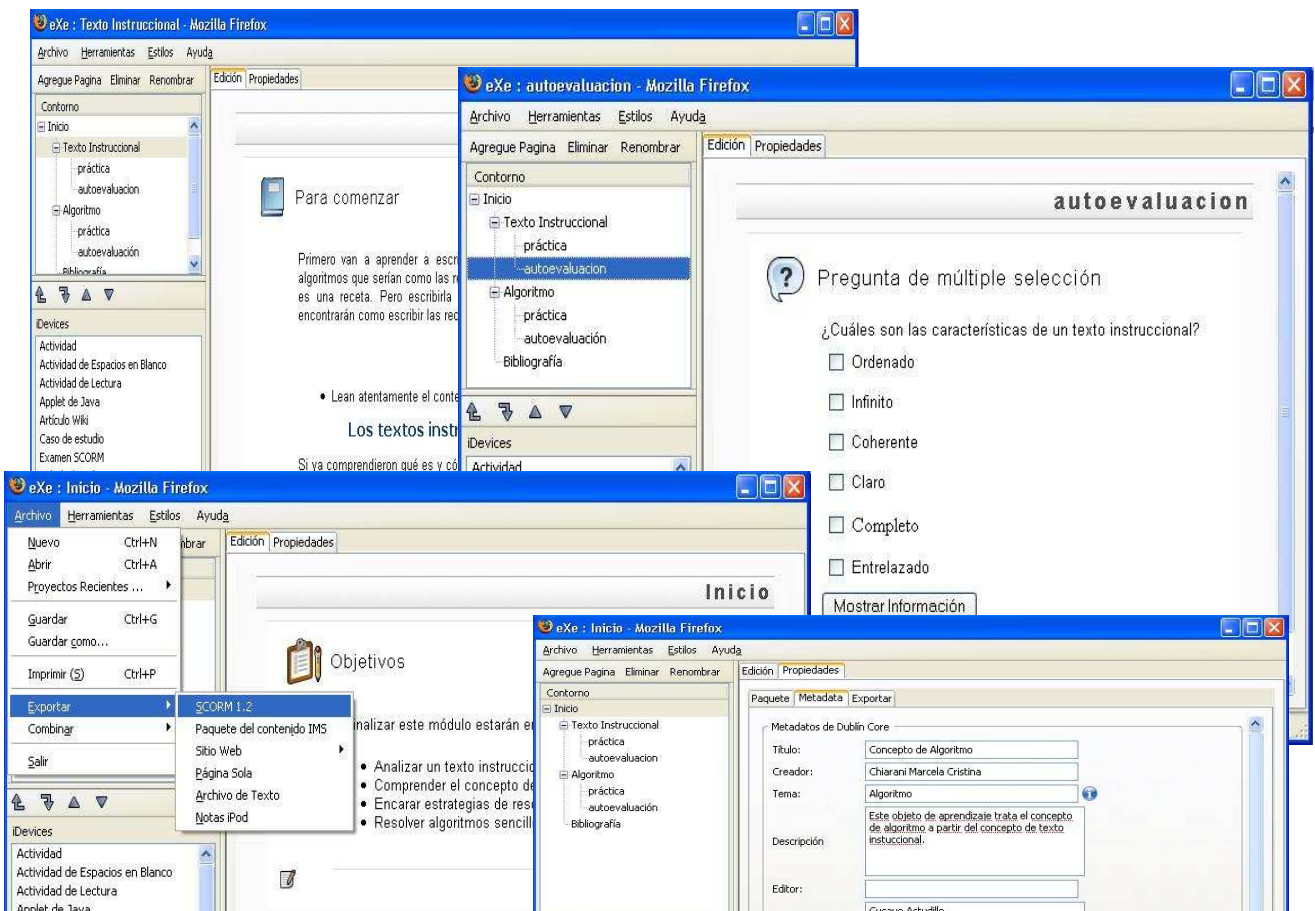 eXe : Texto Instruccional - Mozilla Firefox
Archivo Herramientas Estilos Ayuda
Agregue Pagina Eliminar Renombrar
Edición Propiedades
Contorno
Inicio
Texto Instruccional
práctica
autoevaluacion
Algoritmo
práctica
autoevaluación
Bibliografía
iDevices
Actividad
Actividad de Espacios en Blanco
Actividad de Lectura
Applet de Java
Artículo Wiki
Caso de estudio
Examen SCORM
Para comenzar
Primero van a aprender a
algoritmos que serían como las
es una receta. Pero escribirla
encontrarán como escribir las
• Lean atentamente el
Los textos
Si ya comprendieron qué es y
eXe : autoevaluacion - Mozilla Firefox
Archivo Herramientas Estilos Ayuda
Agregue Pagina Eliminar Renombrar
Edición Propiedades
Contorno
Inicio
Texto Instruccional
práctica
autoevaluacion
Algoritmo
práctica
autoevaluación
Bibliografía
iDevices
Actividad
autoevaluacion
Pregunta de múltiple selección
¿Cuáles son las características de un texto instruccional?
Ordenado
Infinito
Coherente
Claro
Completo
Entrelazado
Mostrar Información
eXe : Inicio - Mozilla Firefox
Archivo Herramientas Estilos Ayuda
Edición Propiedades
Nuevo Ctrl+N
Abrir Ctrl+A
Proyectos Recientes ...
Guardar Ctrl+G
Guardar como...
Imprimir (S) Ctrl+P
Exportar
Combinar
Salir
SCORM 1.2
Paquete del contenido IMS
Sitio Web
Página Sola
Archivo de Texto
Notas iPod
iDevices
Actividad
Actividad de Espacios en Blanco
Actividad de Lectura
Applet de Java
Inicio
Objetivos
este módulo estarán
• Analizar un texto
• Comprender el concepto de
• Encarar estrategias de
• Resolver algoritmos
eXe : Inicio - Mozilla Firefox
Archivo Herramientas Estilos Ayuda
Agregue Pagina Eliminar Renombrar
Edición Propiedades
Contorno
Inicio
Texto Instruccional
práctica
autoevaluacion
Algoritmo
práctica
autoevaluación
Bibliografía
Paquete Metadata Exportar
Metadatos de Dublín Core
Título: Concepto de Algoritmo
Creador: Chiarani Marcela Cristina
Tema: Algoritmo
Descripción
Este objeto de aprendizaje trata el concepto
de algoritmo a partir del concepto de texto
instuccional.
Editor: